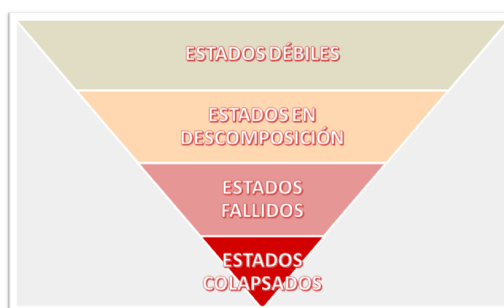 ESTADOS DÉBILES
ESTADOS EN
DESCOMPOSICIÓN
ESTADOS
FALLIDOS
ESTADOS
COLAPSADOS